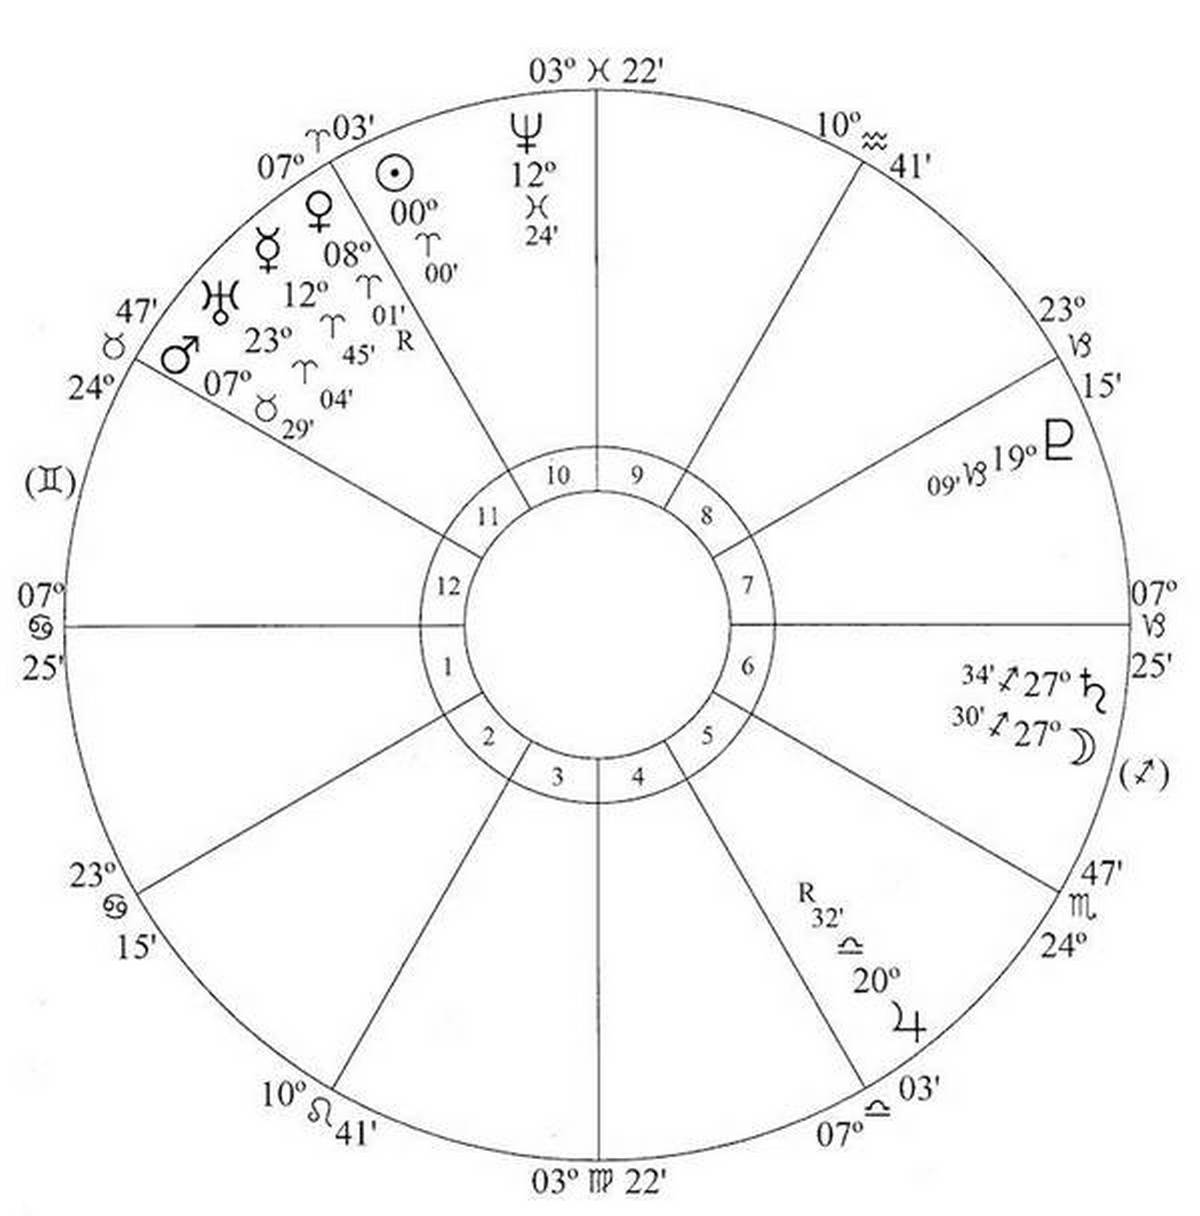 03° ♓ 22'
10° ♒ 41'
23° ♑ 15'
07° ♑ 25'
47' ♏ 24°
03' ♎ 07°
03° ♍ 22'
10° ♌ 41'
23° ♋ 15'
07° ♋ 25'
(♊)
47' ♉ 24°
07° ♈ 03'
(♐)
♆ 12° ♓ 24'
☉ 00° ♈ 00'
♀ 08° ♈ 01' R
☿ 12° ♈ 45'
♅ 23° ♈ 04'
♂ 07° ♉ 29'
09' ♑ 19° ♇
34' ♐ 27° ♄
30' ♐ 27° ☽
R 32' ♎ 20° ♃
10
9
11
8
12
7
1
6
2
5
3
4